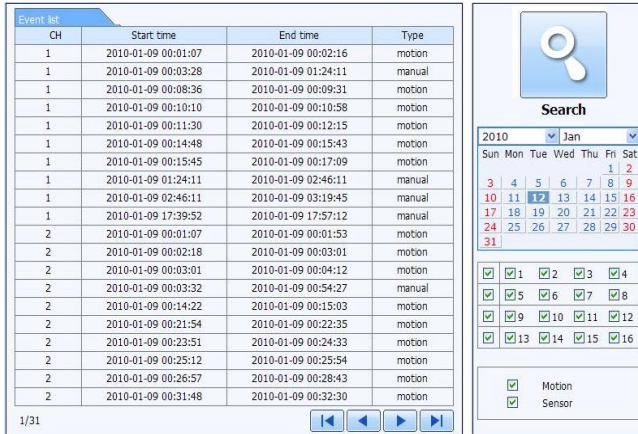 Event list
CH Start time End time Type
1 2010-01-09 00:01:07 2010-01-09 00:02:16 motion
1 2010-01-09 00:03:28 2010-01-09 01:24:11 manual
1 2010-01-09 00:08:36 2010-01-09 00:09:31 motion
1 2010-01-09 00:10:10 2010-01-09 00:10:58 motion
1 2010-01-09 00:11:30 2010-01-09 00:12:15 motion
1 2010-01-09 00:14:48 2010-01-09 00:15:43 motion
1 2010-01-09 00:15:45 2010-01-09 00:17:09 motion
1 2010-01-09 01:24:11 2010-01-09 02:46:11 manual
1 2010-01-09 02:46:11 2010-01-09 03:19:45 manual
1 2010-01-09 17:39:52 2010-01-09 17:57:12 manual
2 2010-01-09 00:01:07 2010-01-09 00:01:53 motion
2 2010-01-09 00:02:18 2010-01-09 00:03:01 motion
2 2010-01-09 00:03:01 2010-01-09 00:04:12 motion
2 2010-01-09 00:03:32 2010-01-09 00:54:27 manual
2 2010-01-09 00:14:22 2010-01-09 00:15:03 motion
2 2010-01-09 00:21:54 2010-01-09 00:22:35 motion
2 2010-01-09 00:23:51 2010-01-09 00:24:33 motion
2 2010-01-09 00:25:12 2010-01-09 00:25:54 motion
2 2010-01-09 00:26:57 2010-01-09 00:28:43 motion
2 2010-01-09 00:31:48 2010-01-09 00:32:30 motion
1/31
Search
2010 Jan
Sun Mon Tue Wed Thu Fri Sat
1 2
3 4 5 6 7 8 9
10 11 12 13 14 15 16
17 18 19 20 21 22 23
24 25 26 27 28 29 30
31
1 2 3 4
5 6 7 8
9 10 11 12
13 14 15 16
Motion
Sensor